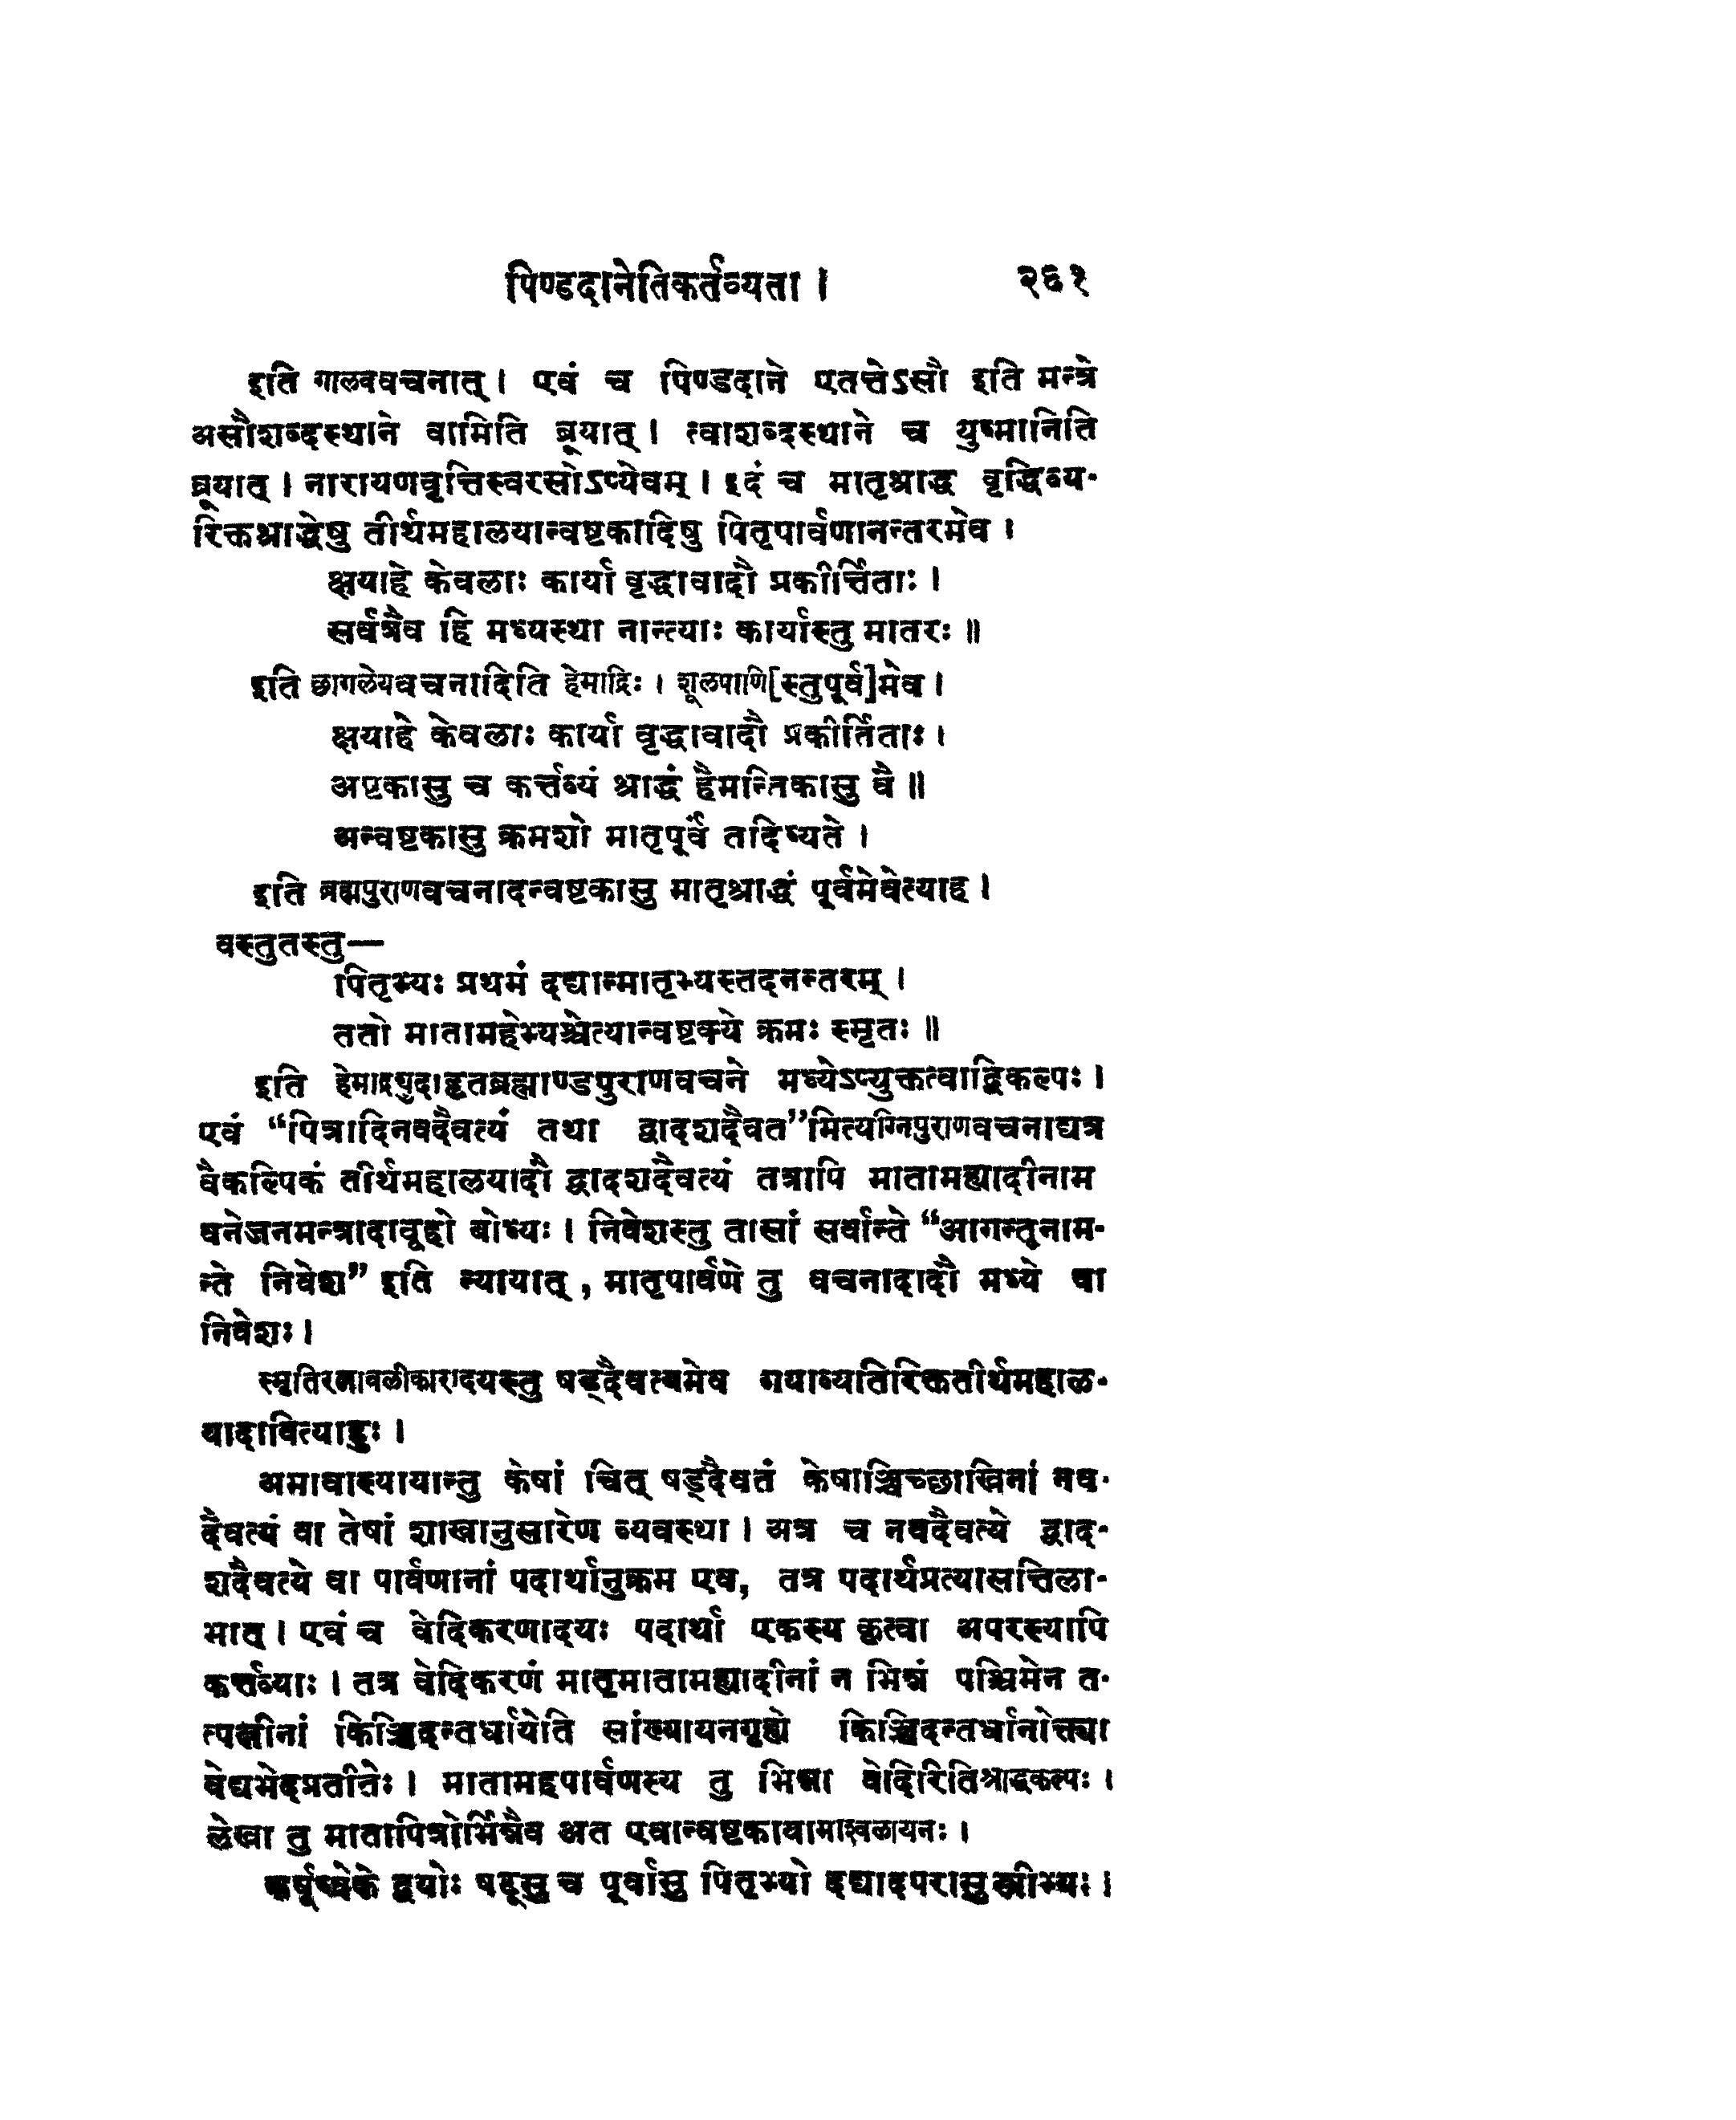 पिण्डदानेतिकर्तव्यता । २६१
इति गालववचनात् । एवं च पिण्डदाने एतत्तेऽसौ इति मन्त्रे
असौशब्दस्थाने वामिति ब्रूयात् । त्वाशब्दस्थाने च युष्मानिति
ब्रूयात् । नारायणवृत्तिस्वरसोऽप्येवम् । इदं च मातृश्राद्धं वृद्धिव्य-
रिक्तश्राद्धेषु तीर्थमहालयान्वष्टकादिषु पितृपार्वणानन्तरमेव ।
क्षयाहे केवलाः कार्या वृद्धावादौ प्रकीर्त्तिताः ।
सर्वत्रैव हि मध्यस्था नान्त्याः कार्यास्तु मातरः ॥
इति छागलेयवचनादिति हेमाद्रिः । शूलपाणि[स्तुपूर्व]मेव ।
क्षयाहे केवलाः कार्या वृद्धावादौ प्रकीर्तिताः ।
अष्टकासु च कर्त्तव्यं श्राद्धं हैमन्तिकासु वै ॥
अन्वष्टकासु क्रमशो मातृपूर्वं तदिष्यते ।
इति ब्रह्मपुराणवचनादन्वष्टकासु मातृश्राद्धं पूर्वमेवेत्याह ।
वस्तुतस्तु—
पितृभ्यः प्रथमं दद्यान्मातृभ्यस्तदनन्तरम् ।
ततो मातामहेभ्यश्चेत्यान्वष्टक्ये क्रमः स्मृतः ॥
इति हेमाद्र्युदाहृतब्रह्माण्डपुराणवचने मध्येऽप्युक्तत्वाद्विकल्पः ।
एवं “पित्रादिनवदैवत्यं तथा द्वादशदैवत”मित्यग्निपुराणवचनाद्यत्र
वैकल्पिकं तीर्थमहालयादौ द्वादशदैवत्यं तत्रापि मातामह्यादीनाम
वनेजनमन्त्रादावूहो बोध्यः । निवेशस्तु तासां सर्वान्ते “आगन्तूनाम-
न्ते निवेश” इति न्यायात् , मातृपार्वणे तु वचनादादौ मध्ये वा
निवेशः ।
स्मृतिरत्नावलीकारादयस्तु षड्दैवत्यमेव गयाव्यतिरिक्ततीर्थमहाल-
यादावित्याहुः ।
अमावास्यायान्तु केषां चित् षड्दैवतं केषाञ्चिच्छाखिनां नव-
दैवत्यं वा तेषां शाखानुसारेण व्यवस्था । अत्र च नवदैवत्ये द्वाद-
शदैवत्ये वा पार्वणानां पदार्थानुक्रम एव, तत्र पदार्थप्रत्यासत्तिला-
भात् । एवं च वेदिकरणादयः पदार्था एकस्य कृत्वा अपरस्यापि
कर्त्तव्याः । तत्र वेदिकरणं मातृमातामह्यादीनां न भिन्नं पश्चिमेन त-
त्पत्नीनां किञ्चिदन्तर्धायेति सांख्यायनगृह्ये किञ्चिदन्तर्धानोक्त्या
वेद्यभेदप्रतीतेः । मातामहपार्वणस्य तु भिन्ना वेदिरितिश्राद्धकल्पः ।
लेखा तु मातापित्रोर्भिन्नैव अत एवान्वष्टकायामाश्वलायनः ।
कर्षूष्वेके द्वयोः षट्सु च पूर्वासु पितृभ्यो दद्यादपरासु स्त्रीभ्यः ।